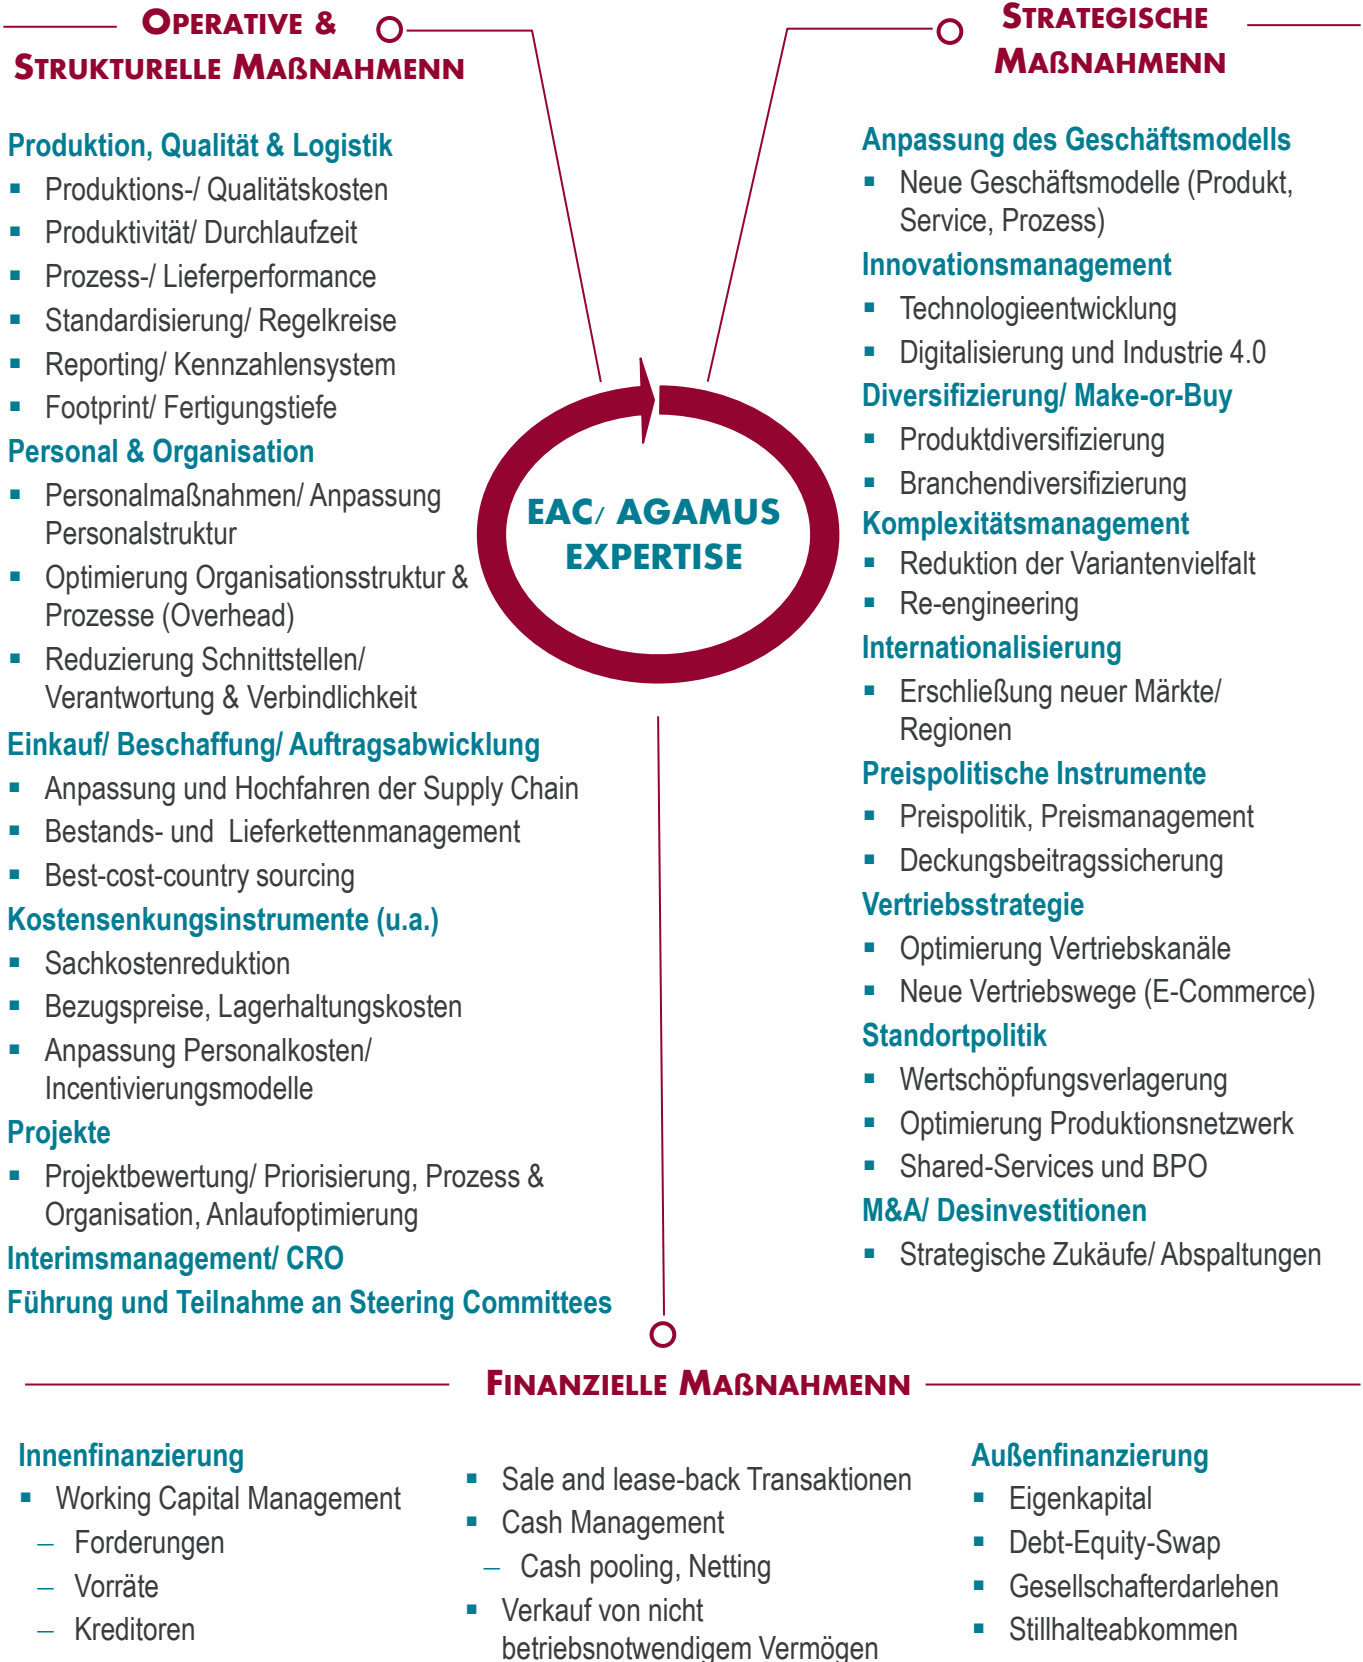 OPERATIVE &
STRUKTURELLE MAßNAHMENN
Produktion, Qualität & Logistik
▪ Produktions-/ Qualitätskosten
▪ Produktivität/ Durchlaufzeit
▪ Prozess-/ Lieferperformance
▪ Standardisierung/ Regelkreise
▪ Reporting/ Kennzahlensystem
▪ Footprint/ Fertigungstiefe
Personal & Organisation
▪ Personalmaßnahmen/ Anpassung
Personalstruktur
▪ Optimierung Organisationsstruktur &
Prozesse (Overhead)
▪ Reduzierung Schnittstellen/
Verantwortung & Verbindlichkeit
Einkauf/ Beschaffung/ Auftragsabwicklung
▪ Anpassung und Hochfahren der Supply Chain
▪ Bestands- und Lieferkettenmanagement
▪ Best-cost-country sourcing
Kostensenkungsinstrumente (u.a.)
▪ Sachkostenreduktion
▪ Bezugspreise, Lagerhaltungskosten
▪ Anpassung Personalkosten/
Incentivierungsmodelle
Projekte
▪ Projektbewertung/ Priorisierung, Prozess &
Organisation, Anlaufoptimierung
Interimsmanagement/ CRO
Führung und Teilnahme an Steering Committees
EAC/ AGAMUS
EXPERTISE
STRATEGISCHE
MAßNAHMENN
Anpassung des Geschäftsmodells
▪ Neue Geschäftsmodelle (Produkt,
Service, Prozess)
Innovationsmanagement
▪ Technologieentwicklung
▪ Digitalisierung und Industrie 4.0
Diversifizierung/ Make-or-Buy
▪ Produktdiversifizierung
▪ Branchendiversifizierung
Komplexitätsmanagement
▪ Reduktion der Variantenvielfalt
▪ Re-engineering
Internationalisierung
▪ Erschließung neuer Märkte/
Regionen
Preispolitische Instrumente
▪ Preispolitik, Preismanagement
▪ Deckungsbeitragssicherung
Vertriebsstrategie
▪ Optimierung Vertriebskanäle
▪ Neue Vertriebswege (E-Commerce)
Standortpolitik
▪ Wertschöpfungsverlagerung
▪ Optimierung Produktionsnetzwerk
▪ Shared-Services und BPO
M&A/ Desinvestitionen
▪ Strategische Zukäufe/ Abspaltungen
FINANZIELLE MAßNAHMENN
Innenfinanzierung
▪ Working Capital Management
– Forderungen
– Vorräte
– Kreditoren
▪ Sale and lease-back Transaktionen
▪ Cash Management
– Cash pooling, Netting
▪ Verkauf von nicht
betriebsnotwendigem Vermögen
Außenfinanzierung
▪ Eigenkapital
▪ Debt-Equity-Swap
▪ Gesellschafterdarlehen
▪ Stillhalteabkommen